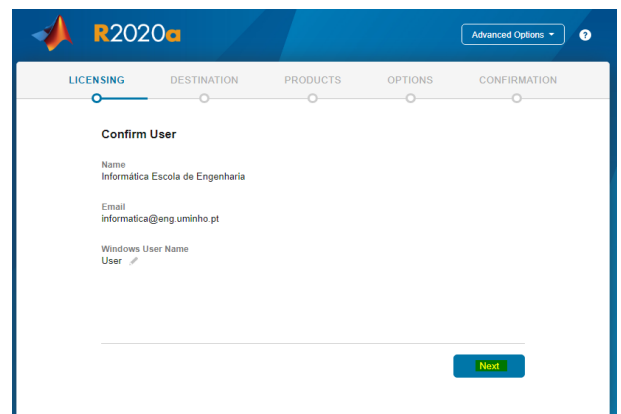 R2020a
Advanced Options
?
LICENSING DESTINATION PRODUCTS OPTIONS CONFIRMATION
Confirm User
Name
Informática Escola de Engenharia
Email
informatica@eng.uminho.pt
Windows User Name
User
Next